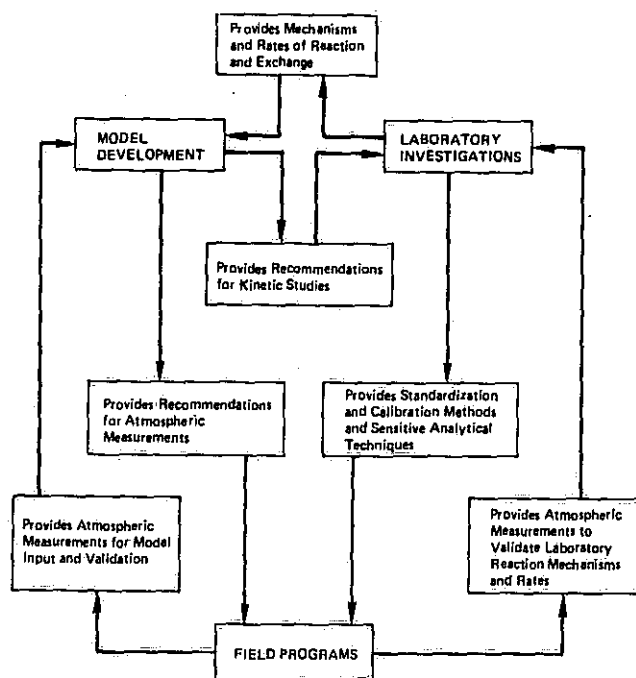 Provides Mechanisms
and Rates of Reaction
and Exchange
MODEL
DEVELOPMENT
LABORATORY
INVESTIGATIONS
Provides Recommendations
for Kinetic Studies
Provides Recommendations
for Atmospheric
Measurements
Provides Standardization
and Calibration Methods
and Sensitive Analytical
Techniques
Provides Atmospheric
Measurements for Model
Input and Validation
Provides Atmospheric
Measurements to
Validate Laboratory
Reaction Mechanisms
and Rates
FIELD PROGRAMS